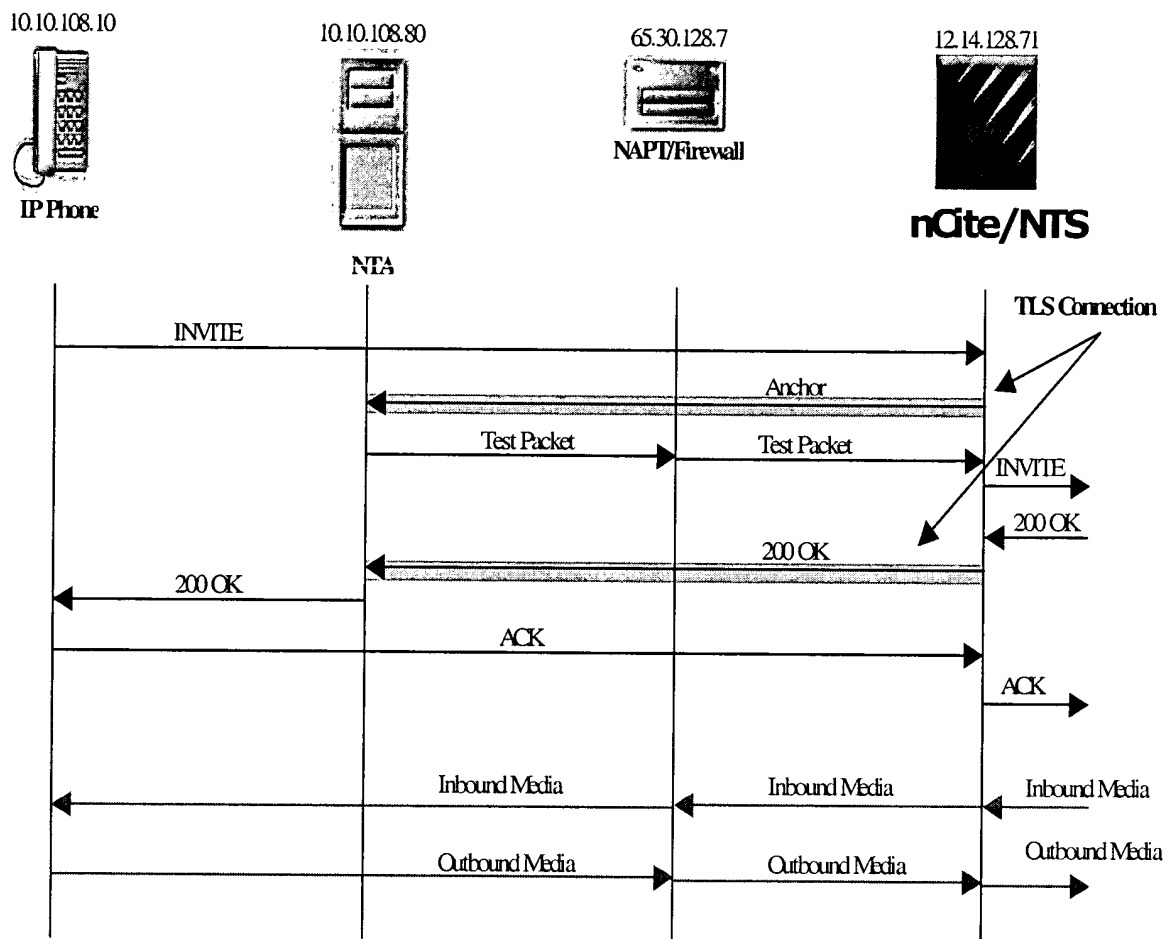 10.10.108.10
10.10.108.80
65.30.128.7
12.14.128.71
IP Phone
NTA
NAPT/Firewall
nCite/NTS
TLS Connection
INVITE
Anchor
Test Packet
Test Packet
INVITE
200 OK
200 OK
200 OK
ACK
ACK
Inbound Media
Inbound Media
Inbound Media
Outbound Media
Outbound Media
Outbound Media